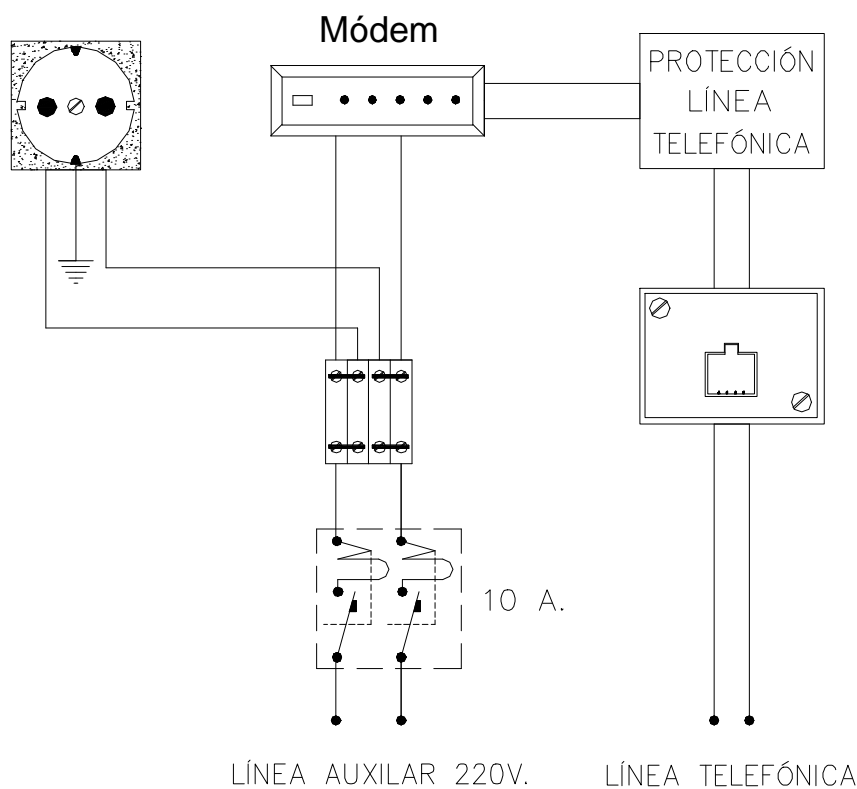 Módem
PROTECCIÓN
LÍNEA
TELEFÓNICA
10 A.
LÍNEA AUXILAR 220V.
LÍNEA TELEFÓNICA